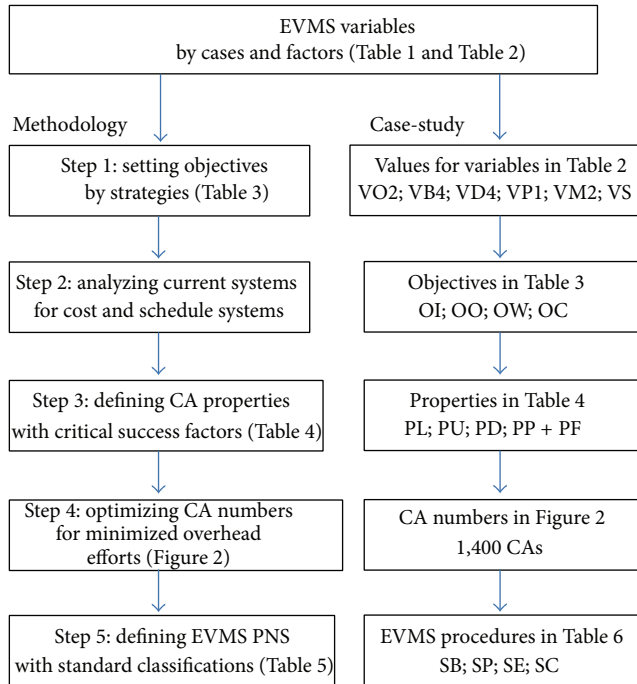 EVMS variables
by cases and factors (Table 1 and Table 2)
Methodology
Case-study
Step 1: setting objectives
by strategies (Table 3)
Values for variables in Table 2
VO2; VB4; VD4; VP1; VM2; VS
Step 2: analyzing current systems
for cost and schedule systems
Objectives in Table 3
OI; OO; OW; OC
Step 3: defining CA properties
with critical success factors (Table 4)
Properties in Table 4
PL; PU; PD; PP + PF
Step 4: optimizing CA numbers
for minimized overhead
efforts (Figure 2)
CA numbers in Figure 2
1,400 CAs
Step 5: defining EVMS PNS
with standard classifications (Table 5)
EVMS procedures in Table 6
SB; SP; SE; SC